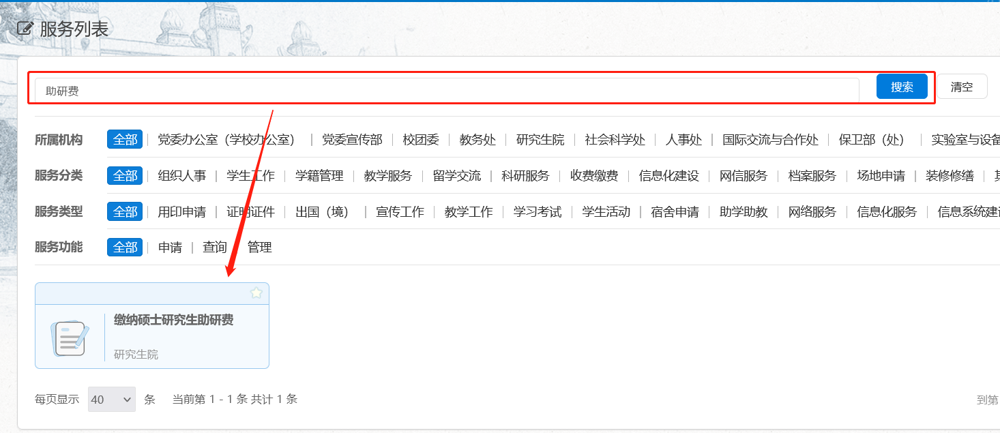 服务列表
助研费 搜索 清空
所属机构 全部 党委办公室（学校办公室） 党委宣传部 校团委 教务处 研究生院 社会科学处 人事处 国际交流与合作处 保卫部（处） 实验室与设备
服务分类 全部 组织人事 学生工作 学籍管理 教学服务 留学交流 科研服务 收费缴费 信息化建设 网信服务 档案服务 场地申请 装修修缮
服务类型 全部 用印申请 证明证件 出国（境） 宣传工作 教学工作 学习考试 学生活动 宿舍申请 助学助教 网络服务 信息化服务 信息系统建
服务功能 全部 申请 查询 管理
缴纳硕士研究生助研费
研究生院
每页显示 40 条 当前第 1 - 1 条 共计 1 条 到第